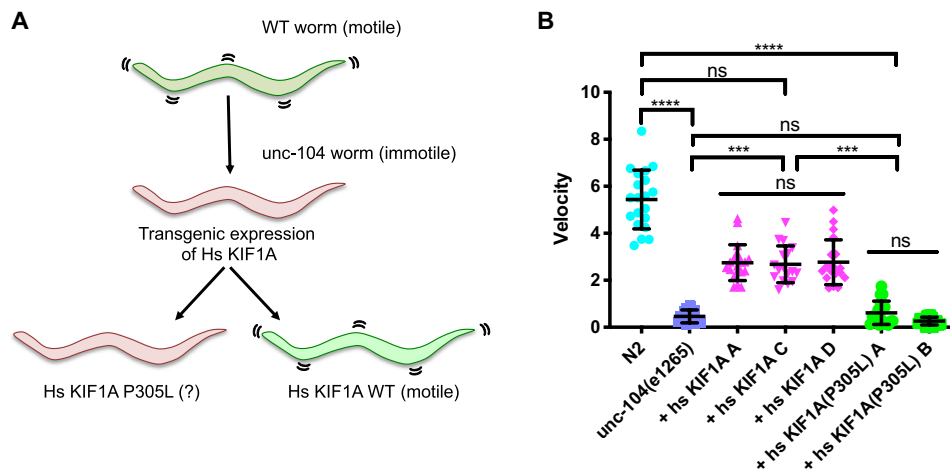 A
WT worm (motile)
unc-104 worm (immotile)
Transgenic expression
of Hs KIF1A
Hs KIF1A P305L (?)
Hs KIF1A WT (motile)
B
****
ns
****
ns
***
***
ns
ns
Velocity
10
8
6
4
2
0
N2
unc-104(e1265)
+ hs KIF1A A
+ hs KIF1A C
+ hs KIF1A D
+ hs KIF1A(P305L) A
+ hs KIF1A(P305L) B